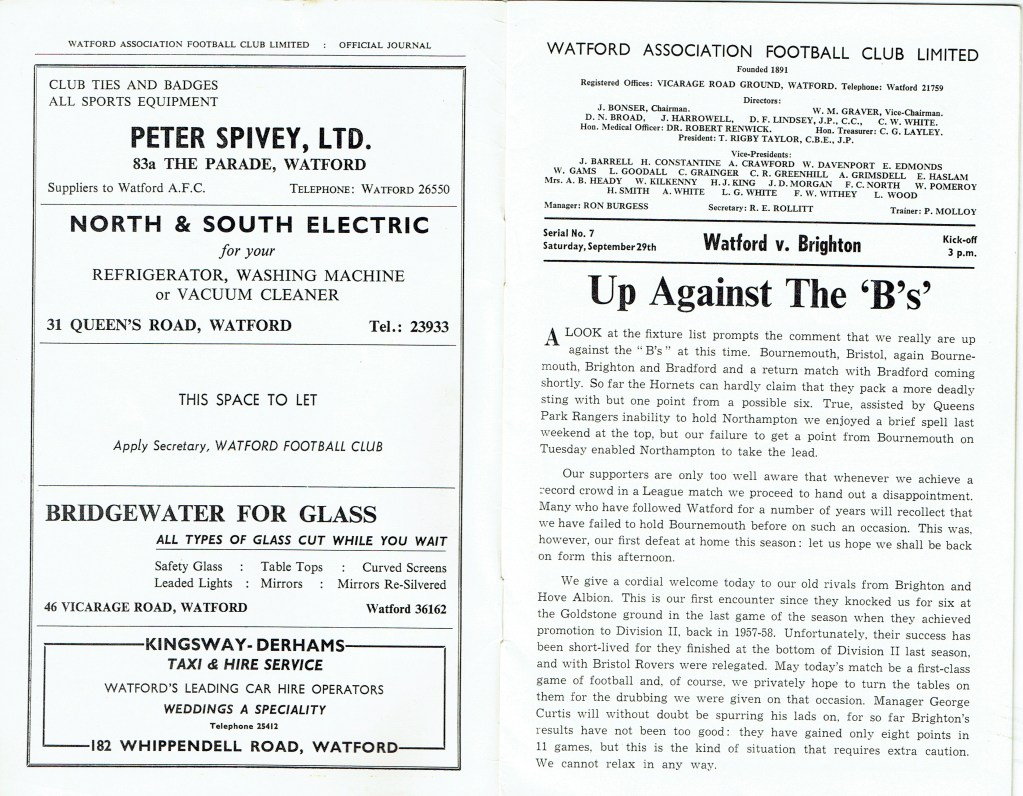 WATFORD ASSOCIATION FOOTBALL CLUB LIMITED : OFFICIAL JOURNAL
CLUB TIES AND BADGES
ALL SPORTS EQUIPMENT
PETER SPIVEY, LTD.
83a THE PARADE, WATFORD
Suppliers to Watford A.F.C. TELEPHONE: WATFORD 26550
NORTH & SOUTH ELECTRIC
for your
REFRIGERATOR, WASHING MACHINE
or VACUUM CLEANER
31 QUEEN'S ROAD, WATFORD Tel.: 23933
THIS SPACE TO LET
Apply Secretary, WATFORD FOOTBALL CLUB
BRIDGEWATER FOR GLASS
ALL TYPES OF GLASS CUT WHILE YOU WAIT
Safety Glass : Table Tops : Curved Screens
Leaded Lights : Mirrors : Mirrors Re-Silvered
46 VICARAGE ROAD, WATFORD Watford 36162
KINGSWAY-DERHAMS
TAXI & HIRE SERVICE
WATFORD'S LEADING CAR HIRE OPERATORS
WEDDINGS A SPECIALITY
Telephone 25412
182 WHIPPENDELL ROAD, WATFORD
WATFORD ASSOCIATION FOOTBALL CLUB LIMITED
Founded 1891
Registered Offices: VICARAGE ROAD GROUND, WATFORD. Telephone: Watford 21759
Directors:
J. BONSER, Chairman. W. M. GRAVER, Vice-Chairman.
D. N. BROAD, J. HARROWELL, D. F. LINDSEY, J.P., C.C., C. W. WHITE.
Hon. Medical Officer: DR. ROBERT RENWICK. Hon. Treasurer: C. G. LAYLEY.
President: T. RIGBY TAYLOR, C.B.E., J.P.
Vice-Presidents:
J. BARRELL H. CONSTANTINE A. CRAWFORD W. DAVENPORT E. EDMONDS
W. GAMS L. GOODALL C. GRAINGER C. R. GREENHILL A. GRIMSDELL E. HASLAM
Mrs. A. B. HEADY W. KILKENNY H. J. KING J. D. MORGAN F. C. NORTH W. POMEROY
H. SMITH A. WHITE L. G. WHITE F. W. WITHEY L. WOOD
Manager: RON BURGESS Secretary: R. E. ROLLITT Trainer: P. MOLLOY
Serial No. 7
Saturday, September 29th
Watford v. Brighton
Kick-off
3 p.m.
Up Against The 'B's'
A LOOK at the fixture list prompts the comment that we really are up
against the "B's" at this time. Bournemouth, Bristol, again Bourne-
mouth, Brighton and Bradford and a return match with Bradford coming
shortly. So far the Hornets can hardly claim that they pack a more deadly
sting with but one point from a possible six. True, assisted by Queens
Park Rangers inability to hold Northampton we enjoyed a brief spell last
weekend at the top, but our failure to get a point from Bournemouth on
Tuesday enabled Northampton to take the lead.
Our supporters are only too well aware that whenever we achieve a
record crowd in a League match we proceed to hand out a disappointment.
Many who have followed Watford for a number of years will recollect that
we have failed to hold Bournemouth before on such an occasion. This was,
however, our first defeat at home this season: let us hope we shall be back
on form this afternoon.
We give a cordial welcome today to our old rivals from Brighton and
Hove Albion. This is our first encounter since they knocked us for six at
the Goldstone ground in the last game of the season when they achieved
promotion to Division II, back in 1957-58. Unfortunately, their success has
been short-lived for they finished at the bottom of Division II last season,
and with Bristol Rovers were relegated. May today's match be a first-class
game of football and, of course, we privately hope to turn the tables on
them for the drubbing we were given on that occasion. Manager George
Curtis will without doubt be spurring his lads on, for so far Brighton's
results have not been too good: they have gained only eight points in
11 games, but this is the kind of situation that requires extra caution.
We cannot relax in any way.